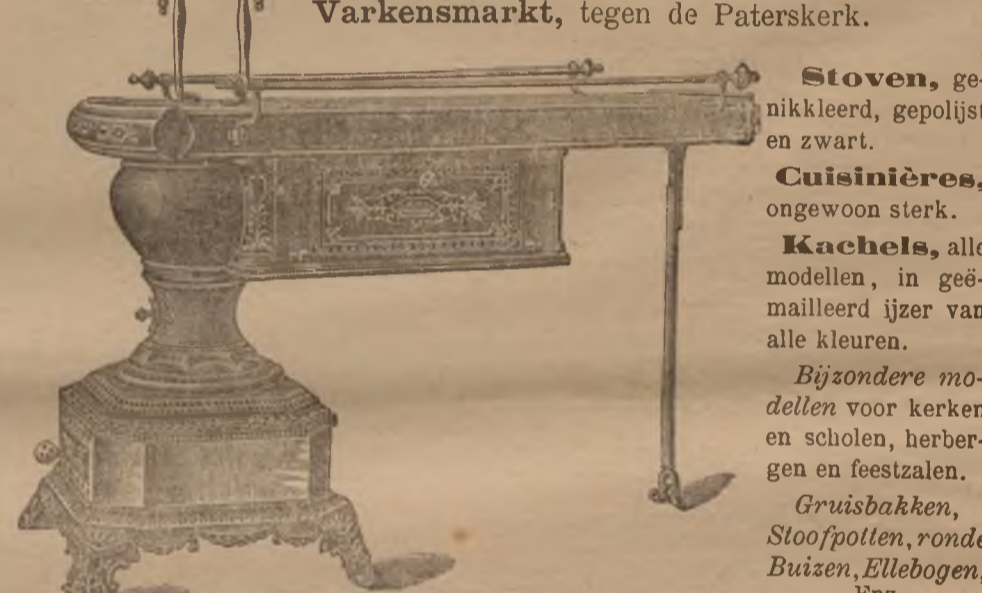 Varkensmarkt, tegen de Paterskerk.
Stoven, ge-
nikkleerd, gepolijst
en zwart.
Cuisinières,
ongewoon sterk.
Kachels, alle
modellen, in geë-
mailleerd ijzer van
alle kleuren.
Bijzondere mo-
dellen voor kerken
en scholen, herber-
gen en feestzalen.
Gruisbakken,
Stoofpotten, ronde
Buizen, Ellebogen,
Enz.